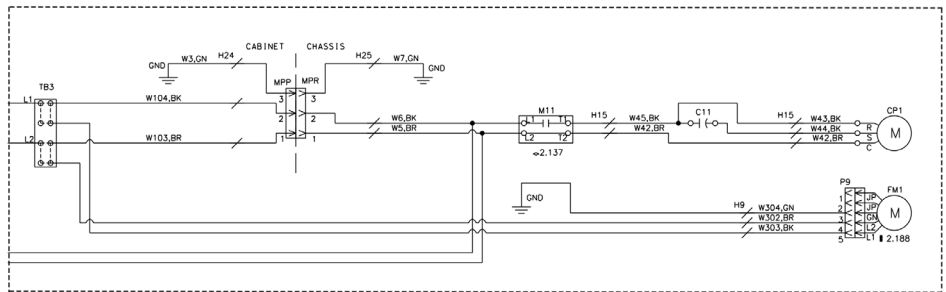 CABINET CHASSIS
W3,GN H24 H25 W7,GN
GND GND
TB3 MPP MPR
L1 W104,BK 3 3
2 2
L2 W103,BR 1 1
W6,BK
W5,BR
M11
L1 T1
L2 T2
⇔2.137
H15 W45,BK
W42,BR
C11
H15 W43,BK
W44,BK
W42,BR
CP1
R
S
C
M
GND
H9 W304,GN
W302,BR
W303,BK
P9
1
2
3
4
5
JP
JP
GN
L2
L1
FM1
M
2.188